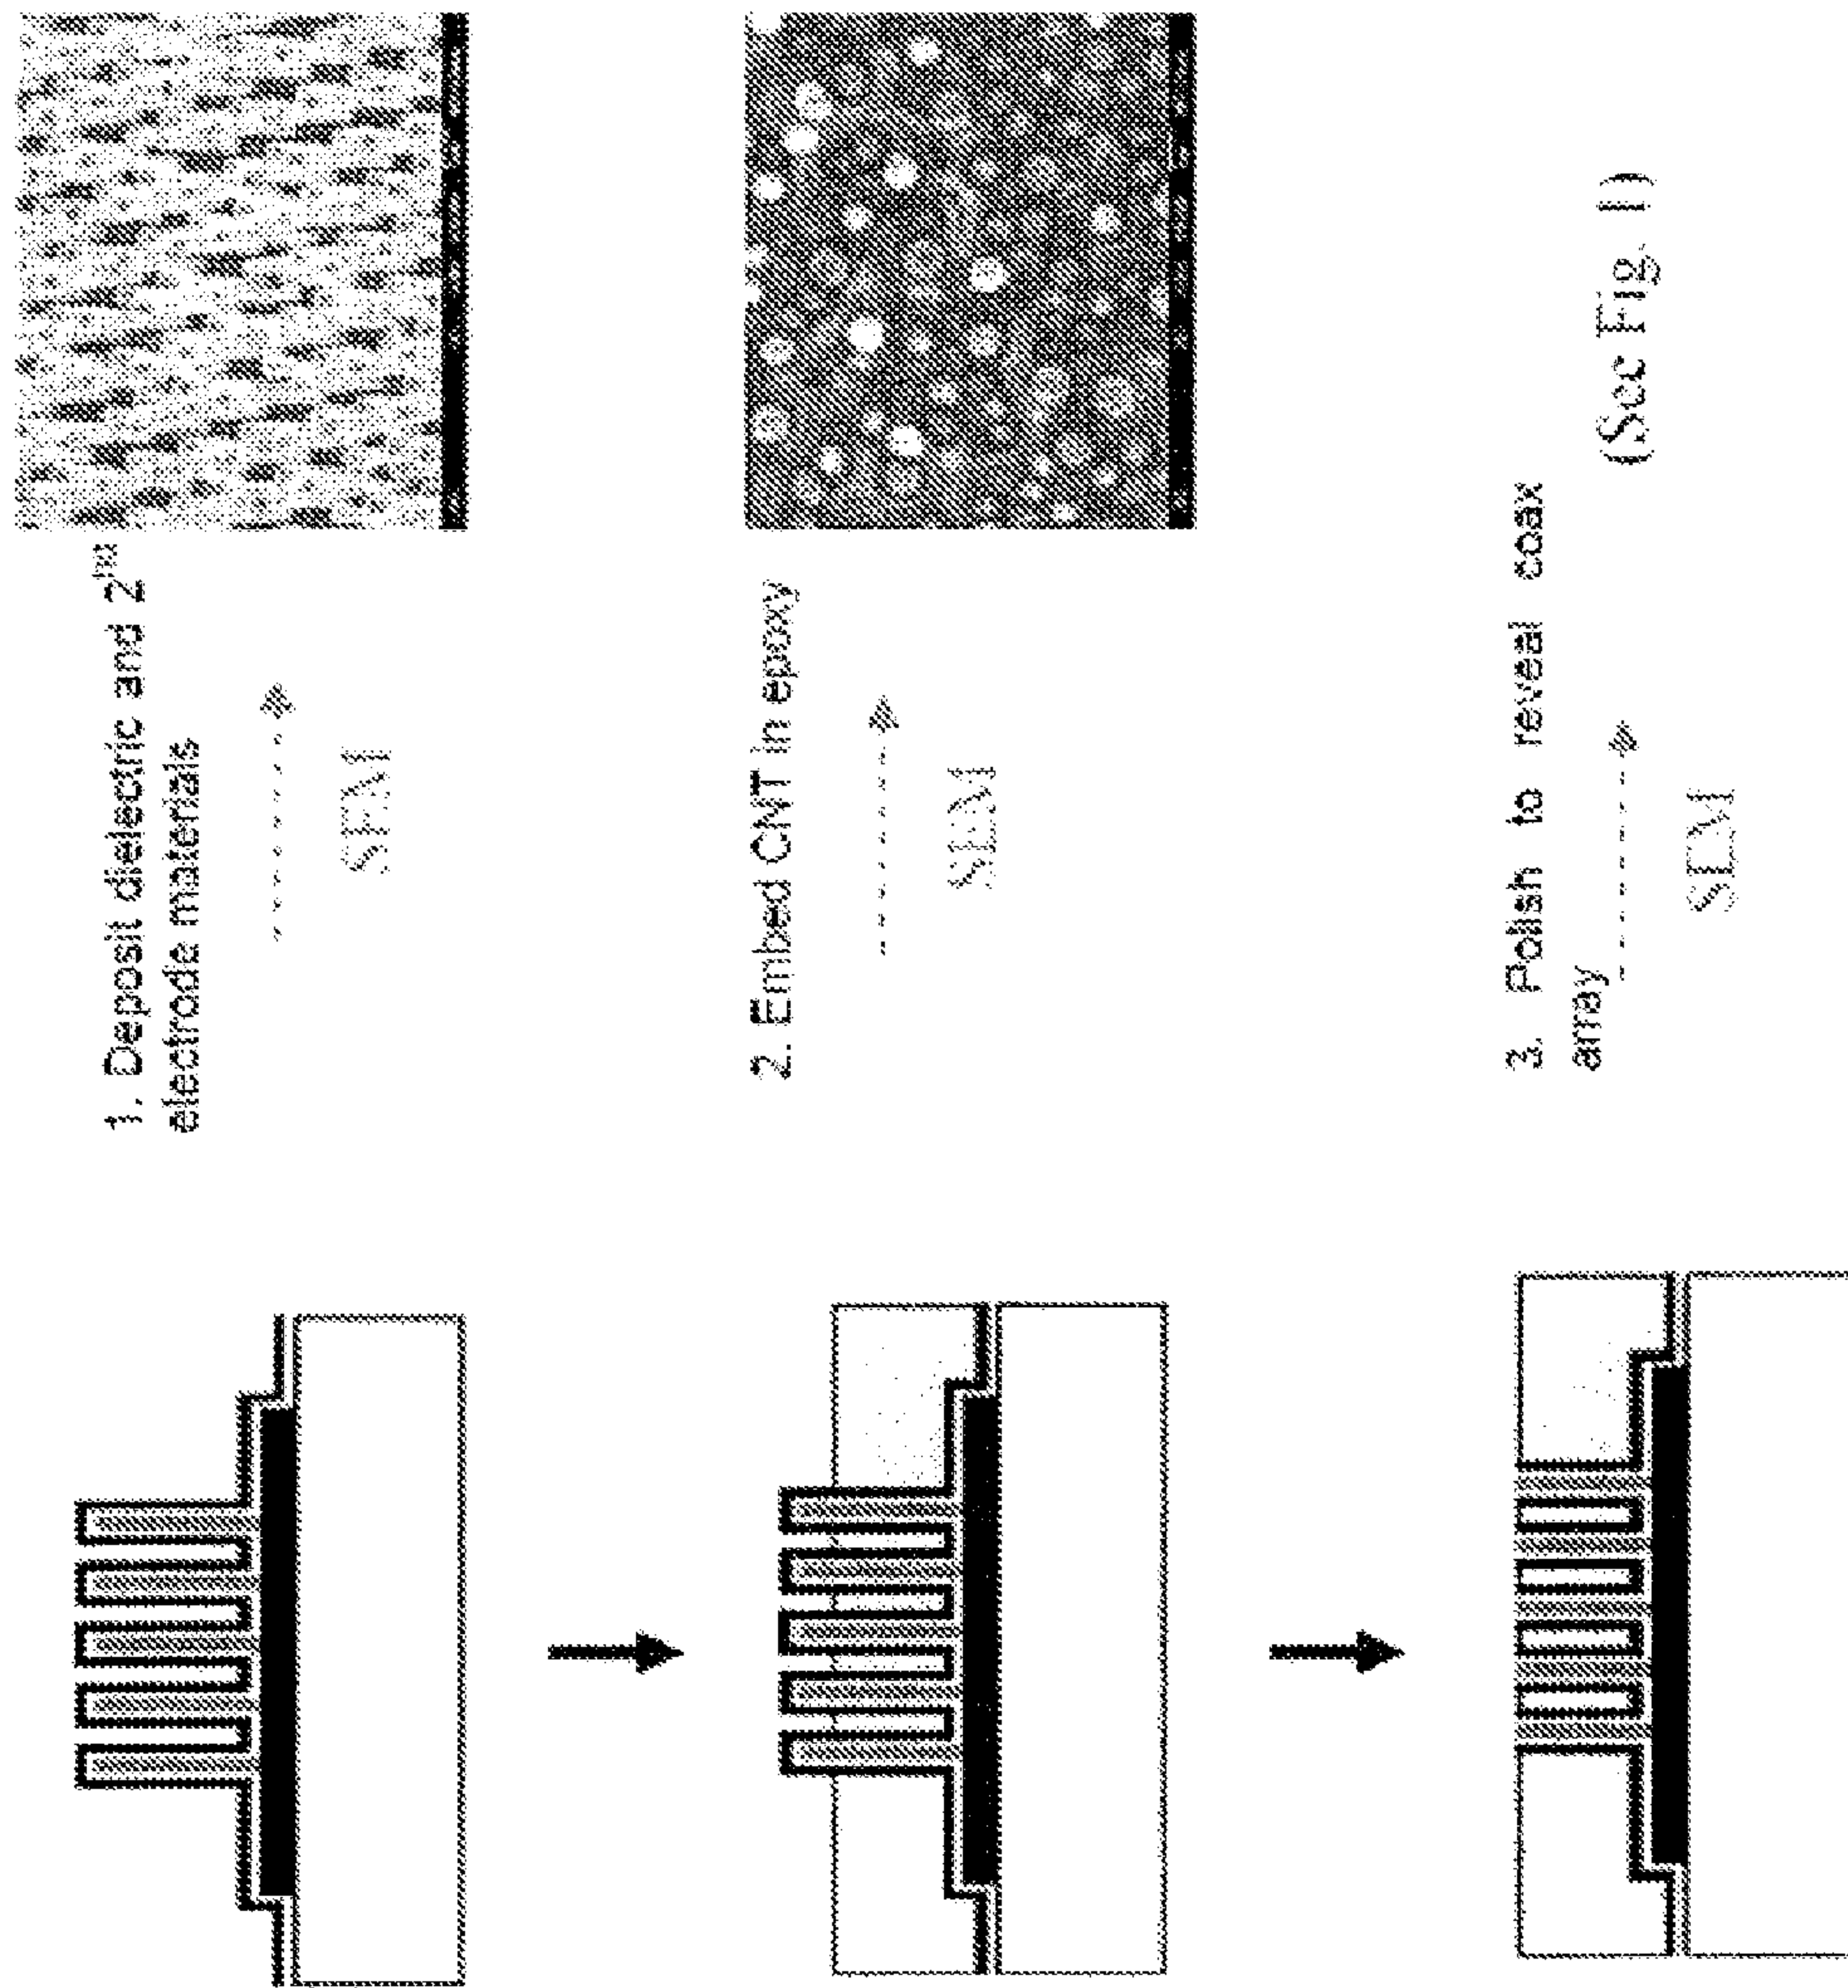 1. Deposit dielectric and 2nd
electrode materials
SEM
2. Embed CNT in epoxy
SEM
3. Polish to reveal coax
array
SEM
(See Fig. 1)